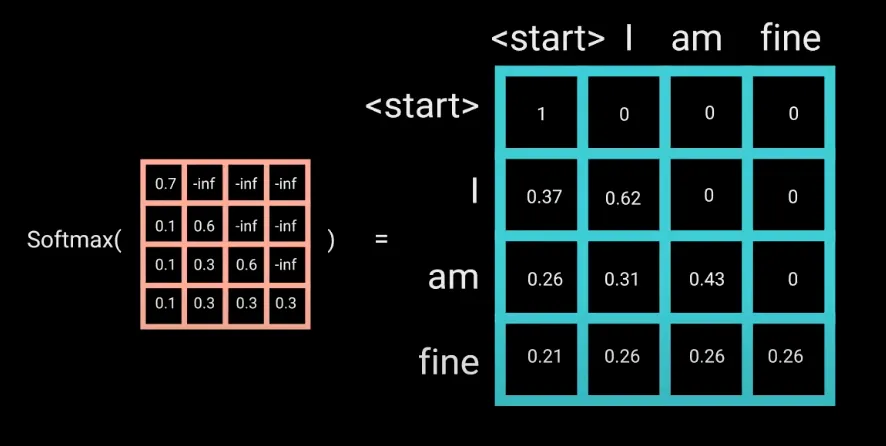 <start> I am fine
<start> 1 0 0 0
I 0.37 0.62 0 0
am 0.26 0.31 0.43 0
fine 0.21 0.26 0.26 0.26
Softmax(
0.7 -inf -inf -inf
0.1 0.6 -inf -inf
0.1 0.3 0.6 -inf
0.1 0.3 0.3 0.3
) =